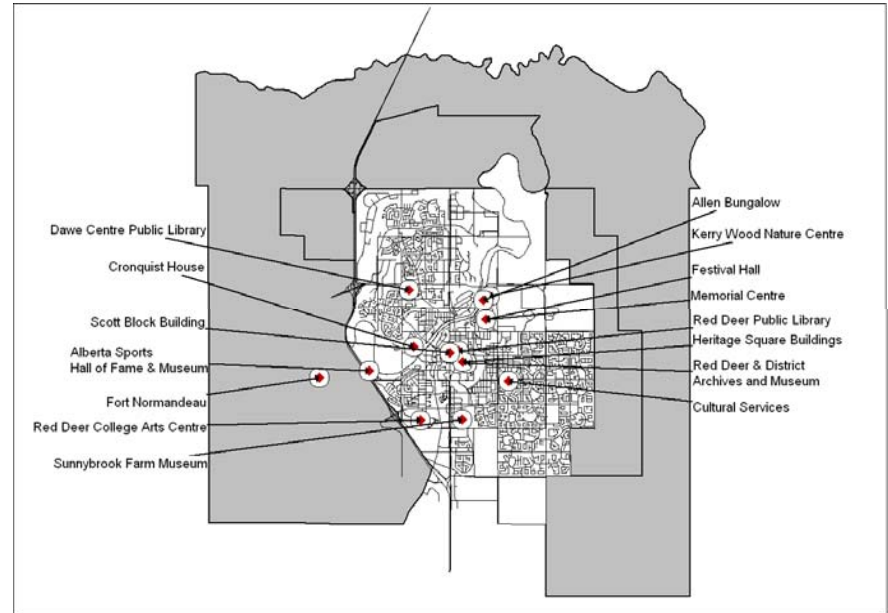 Dawe Centre Public Library
Cronquist House
Scott Block Building
Alberta Sports
Hall of Fame & Museum
Fort Normandeau
Red Deer College Arts Centre
Sunnybrook Farm Museum
Allen Bungalow
Kerry Wood Nature Centre
Festival Hall
Memorial Centre
Red Deer Public Library
Heritage Square Buildings
Red Deer & District
Archives and Museum
Cultural Services